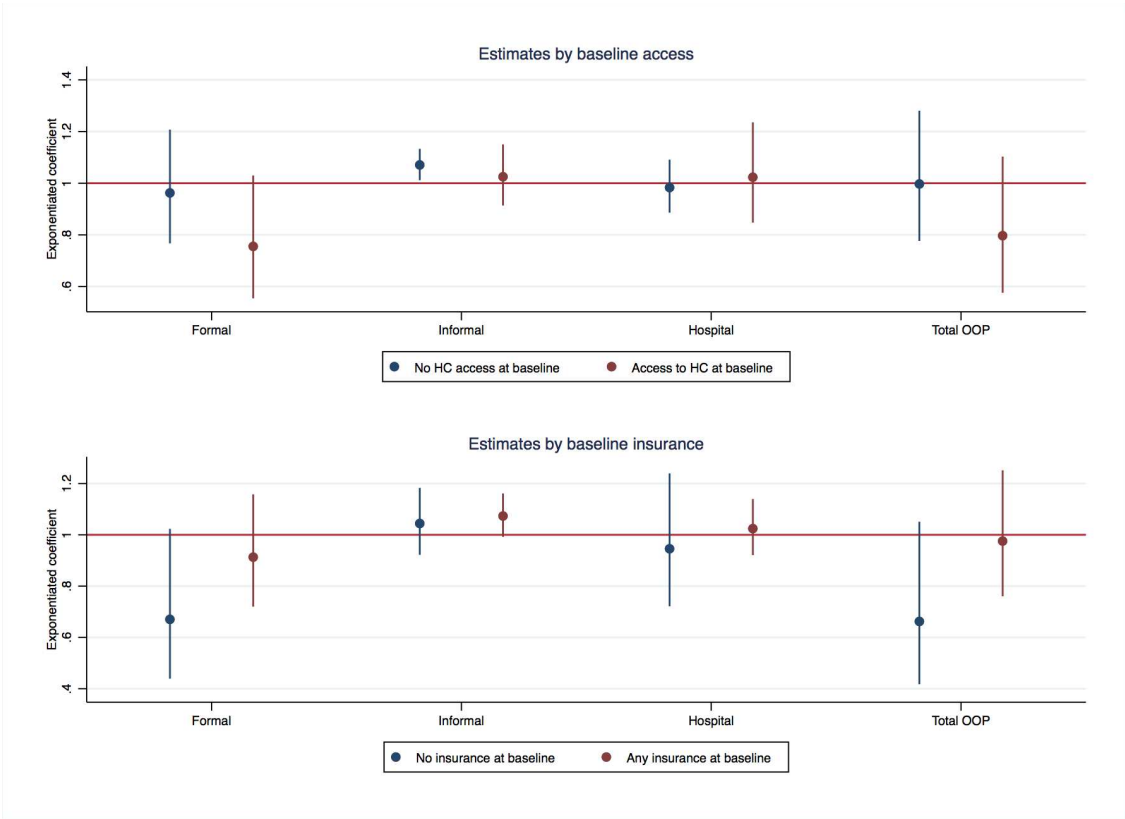 Estimates by baseline access
Exponentiated coefficient
1.4
1.2
1
.8
.6
Formal
Informal
Hospital
Total OOP
No HC access at baseline
Access to HC at baseline
Estimates by baseline insurance
Exponentiated coefficient
1.2
1
.8
.6
.4
Formal
Informal
Hospital
Total OOP
No insurance at baseline
Any insurance at baseline